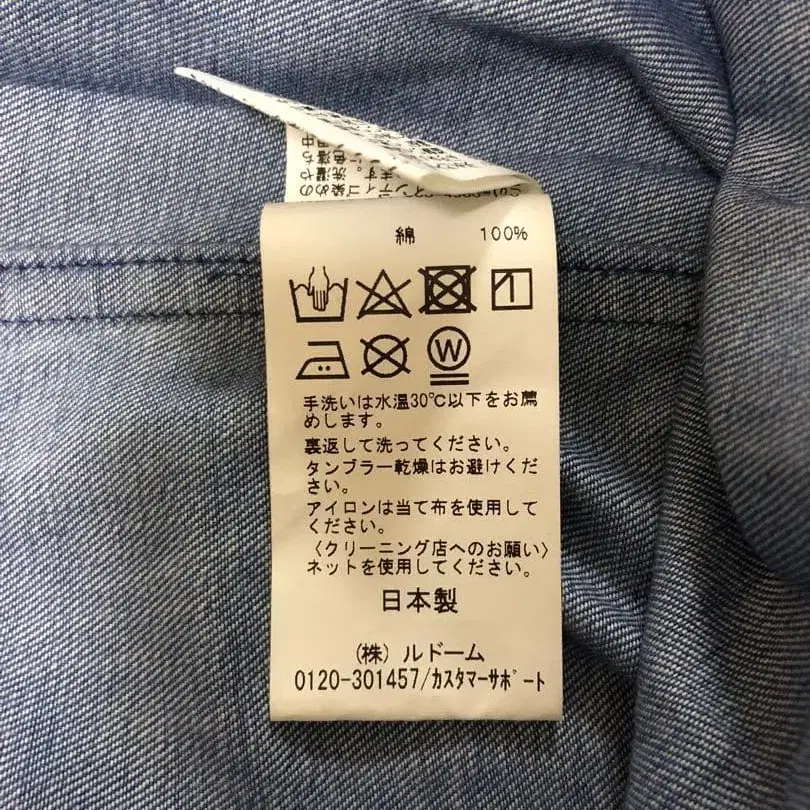 綿 100%
W
手洗いは水温30℃以下をお薦
めします。
裏返して洗ってください。
タンブラー乾燥はお避けくだ
さい。
アイロンは当て布を使用して
ください。
〈クリーニング店へのお願い〉
ネットを使用してください。
日本製
(株) ルドーム
0120-301457/ｶｽﾀﾏｰｻﾎﾟｰﾄ